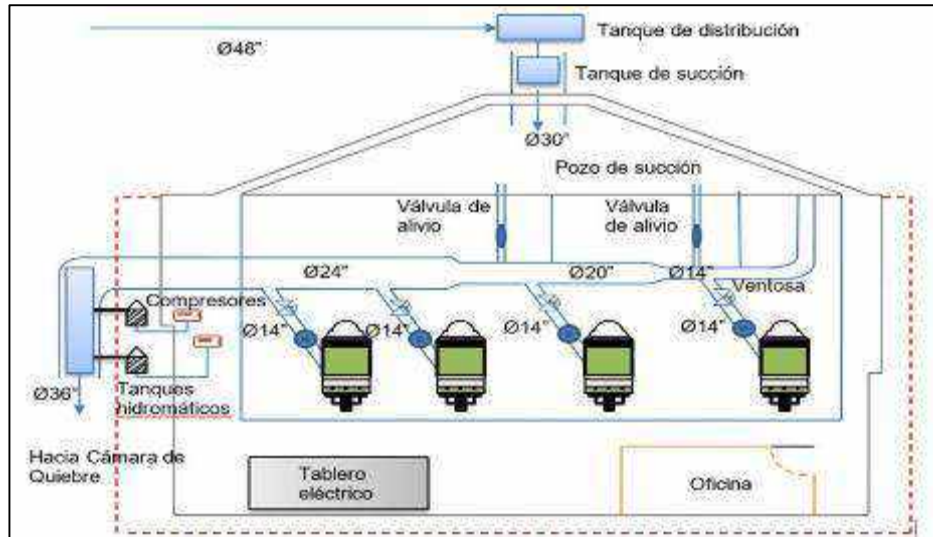 Ø48"
Tanque de distribución
Tanque de succión
Ø30"
Pozo de succión
Válvula de
alivio
Válvula
de alivio
Ø24"
Ø20"
Ø14"
Ventosa
Compresores
Ø14"
Ø14"
Ø14"
Ø14"
Ø36"
Tanques
hidromáticos
Hacia Cámara de
Quiebre
Tablero
eléctrico
Oficina